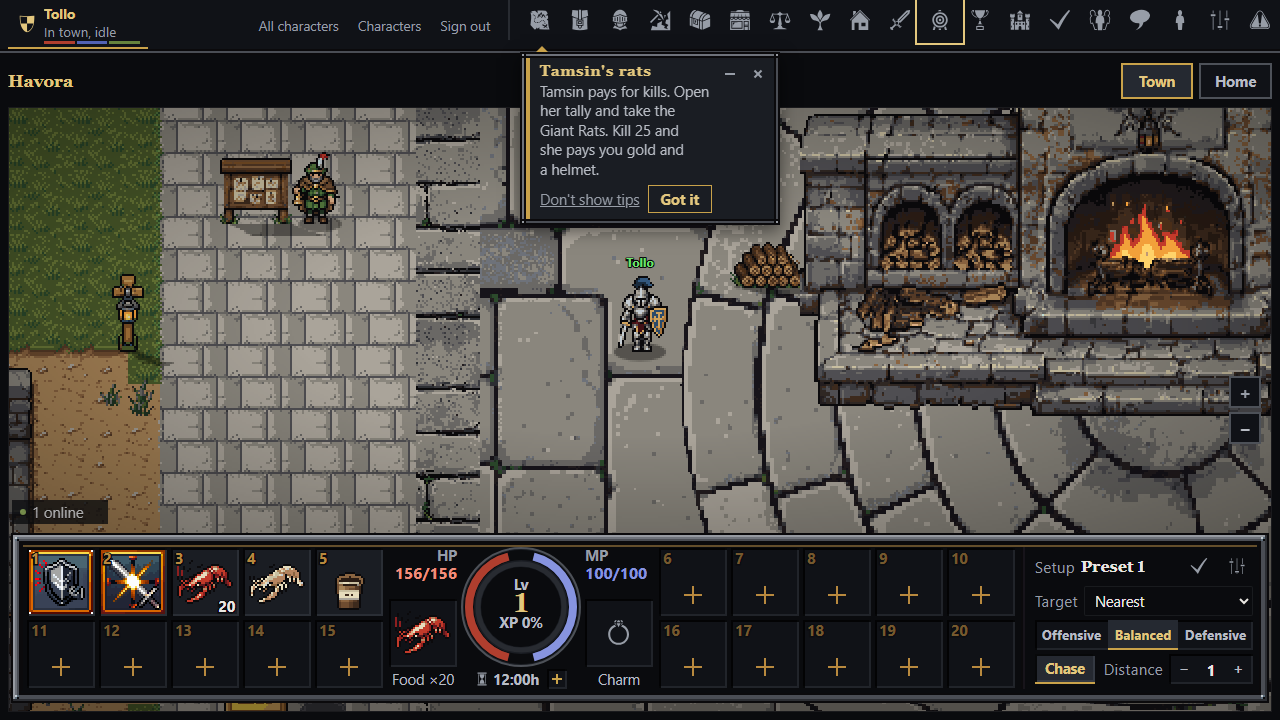 Tollo
In town, idle
All characters
Characters
Sign out
Havora
Town
Home
Tamsin's rats
Tamsin pays for kills. Open
her tally and take the
Giant Rats. Kill 25 and
she pays you gold and
a helmet.
Don't show tips
Got it
Tollo
1 online
1
2
3
20
4
5
HP
156/156
Lv
1
XP 0%
MP
100/100
6
7
8
9
10
11
12
13
14
15
Food ×20
12:00h
Charm
16
17
18
19
20
Setup Preset 1
Target Nearest
Offensive Balanced Defensive
Chase Distance 1